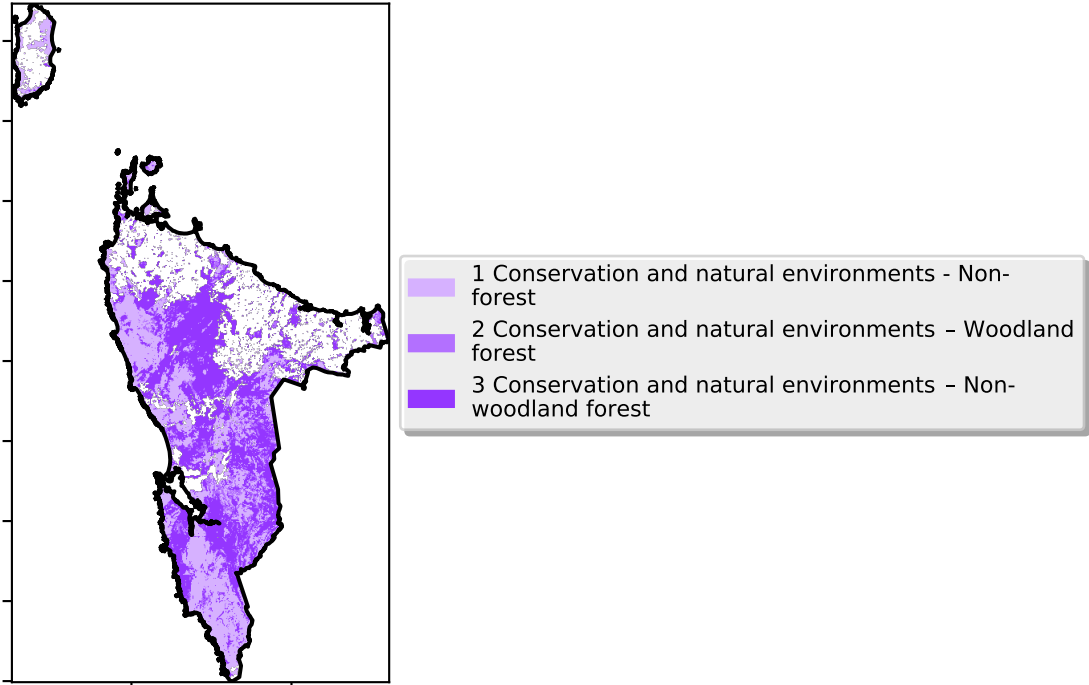 1 Conservation and natural environments - Non-
forest
2 Conservation and natural environments – Woodland
forest
3 Conservation and natural environments – Non-
woodland forest